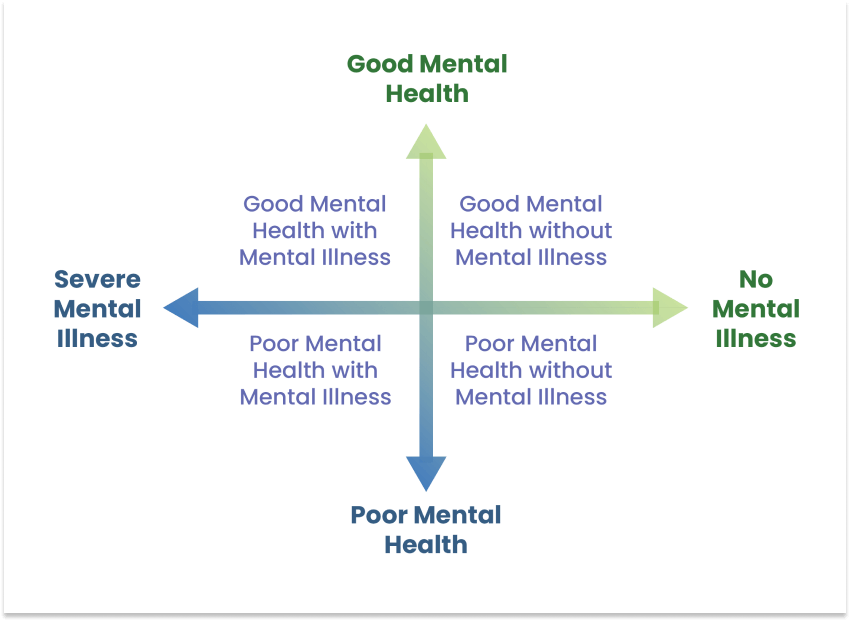 Good Mental
Health
Good Mental
Health with
Mental Illness
Good Mental
Health without
Mental Illness
Severe
Mental
Illness
No
Mental
Illness
Poor Mental
Health with
Mental Illness
Poor Mental
Health without
Mental Illness
Poor Mental
Health